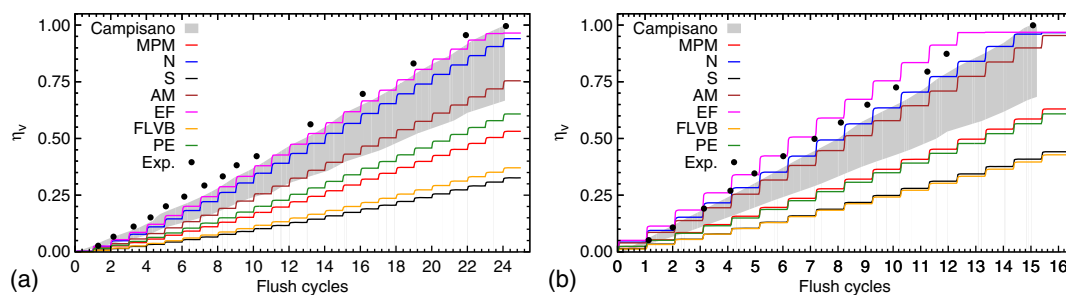 1.00
0.75
0.50
0.25
0.00
ηv
Campisano
MPM
N
S
AM
EF
FLVB
PE
Exp.
0 2 4 6 8 10 12 14 16 18 20 22 24
Flush cycles
(a)
1.00
0.75
0.50
0.25
0.00
ηv
Campisano
MPM
N
S
AM
EF
FLVB
PE
Exp.
0 1 2 3 4 5 6 7 8 9 10 11 12 13 14 15 16
Flush cycles
(b)